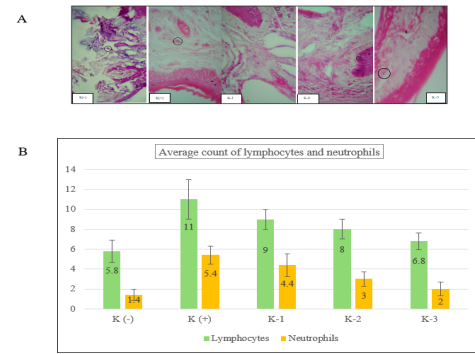 A
K-1
B
Average count of lymphocytes and neutrophils
14
12
10
8
6
4
2
0
5.8
1.4
11
5.4
9
4.4
8
3
6.8
2
K (-)
K (+)
K-1
K-2
K-3
Lymphocytes
Neutrophils